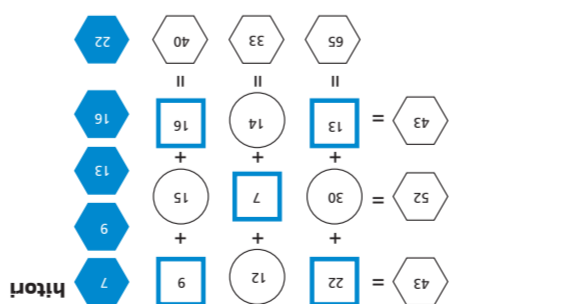 43 = 22 12 9 7 hitori
+ + + 9
52 = 30 7 15
+ + + 13
43 = 13 14 16 16
= = =
65 33 40 22